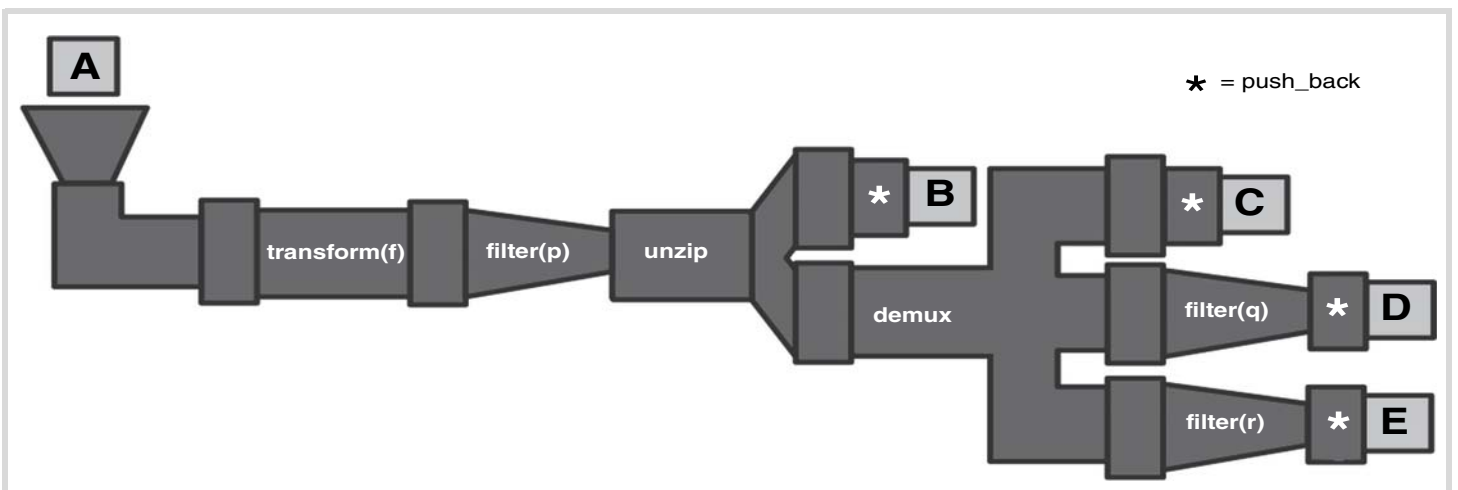 A
* = push_back
transform(f)
filter(p)
unzip
* B
demux
* C
filter(q)
* D
filter(r)
* E